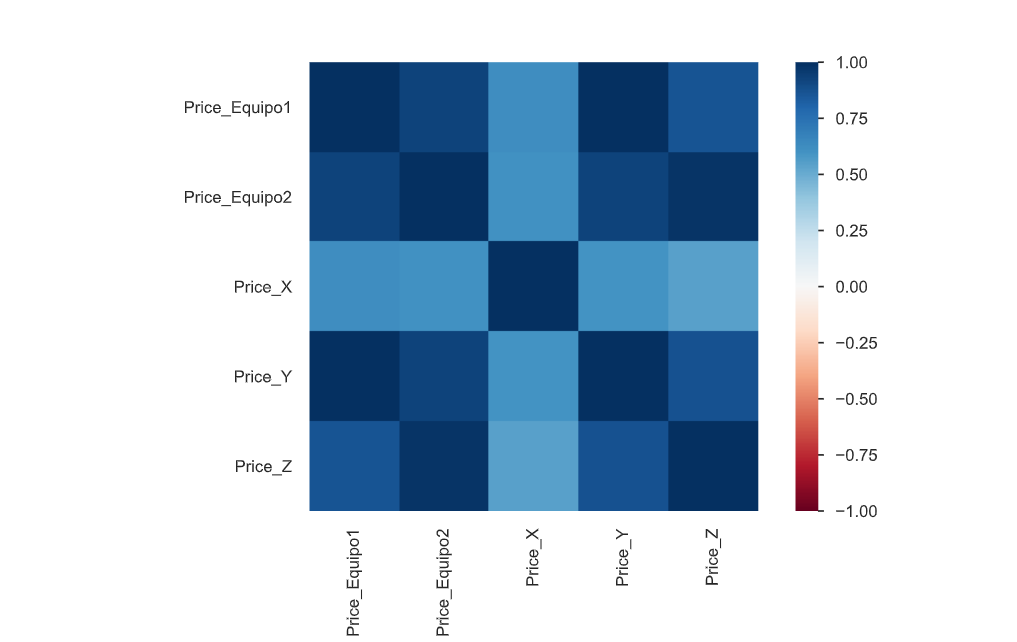 Price_Equipo1
Price_Equipo2
Price_X
Price_Y
Price_Z
Price_Equipo1
Price_Equipo2
Price_X
Price_Y
Price_Z
1.00
0.75
0.50
0.25
0.00
−0.25
−0.50
−0.75
−1.00